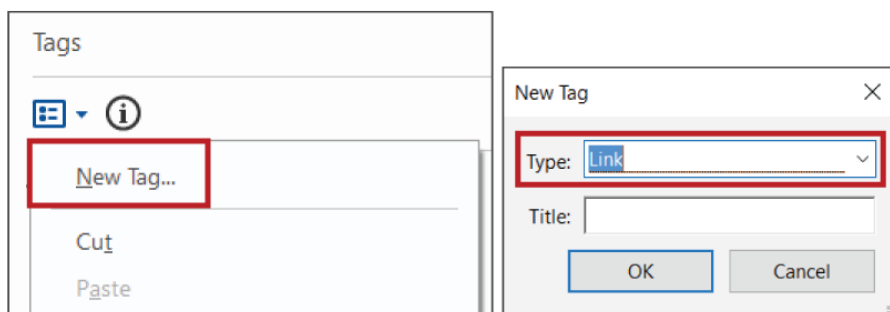 Tags
New Tag...
Cut
Paste
New Tag
Type: Link
Title:
OK Cancel